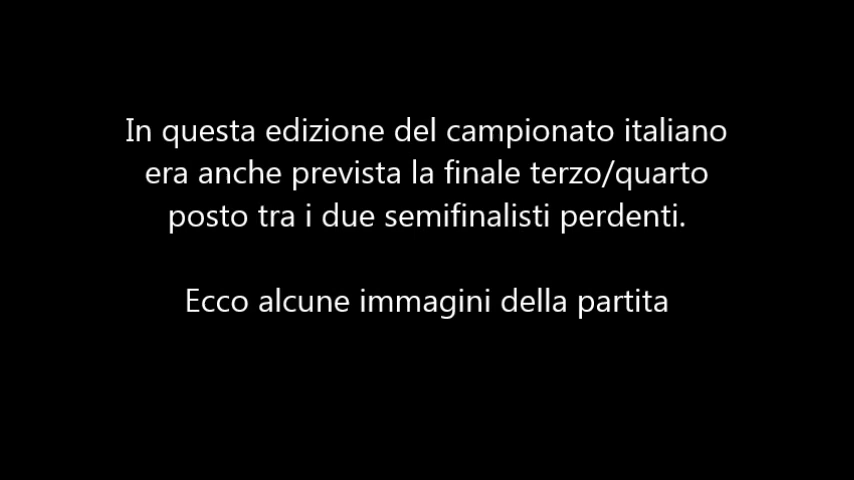 In questa edizione del campionato italiano
era anche prevista la finale terzo/quarto
posto tra i due semifinalisti perdenti.
Ecco alcune immagini della partita